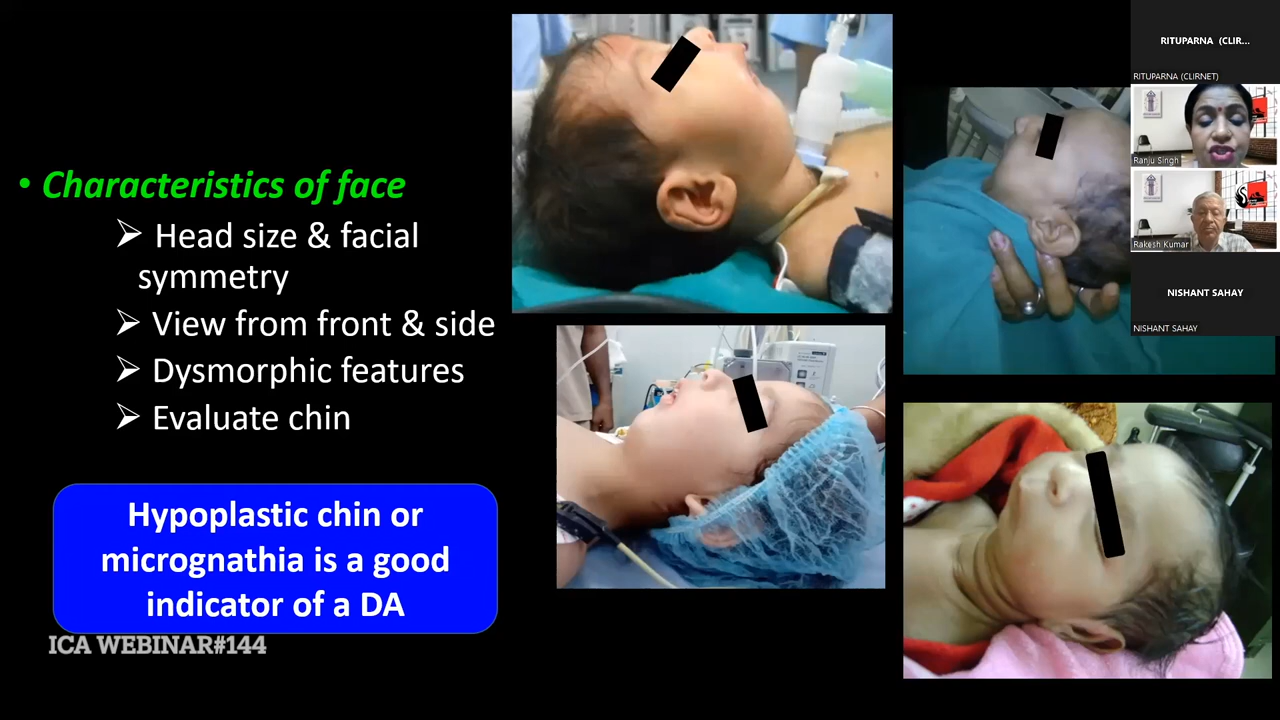 • Characteristics of face
➢ Head size & facial
symmetry
➢ View from front & side
➢ Dysmorphic features
➢ Evaluate chin
Hypoplastic chin or
micrognathia is a good
indicator of a DA
ICA WEBINAR#144
RITUPARNA (CLIR...
RITUPARNA (CLIRNET)
Ranju Singh
Rakesh Kumar
NISHANT SAHAY
NISHANT SAHAY